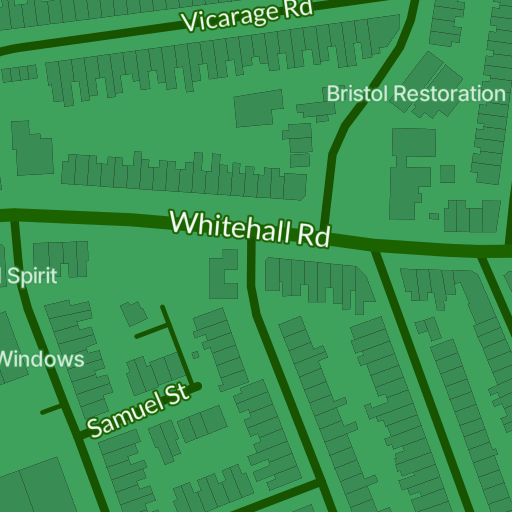 Vicarage Rd
Bristol Restoration
Whitehall Rd
Spirit
Windows
Samuel St